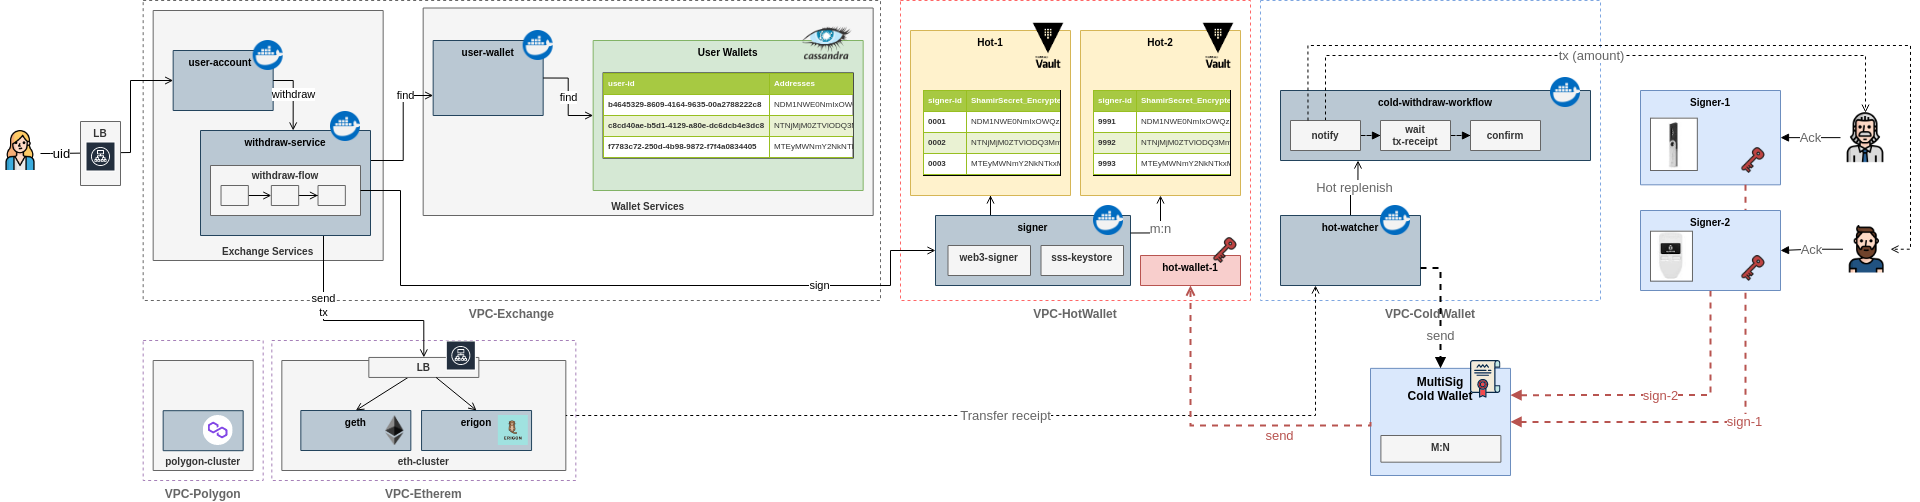 uid
LB
user-account
withdraw
withdraw-service
withdraw-flow
Exchange Services
find
user-wallet
find
cassandra
User Wallets
user-id Addresses
b4645329-8609-4164-9635-00a2788222c8 NDM1NWE0NmIxOW
c8cd40ae-b5d1-4129-a80e-dc6dcb4e3dc8
f7783c72-250d-4b98-9872-f7f4a0834405
Wallet Services
sign
VPC-Exchange
send
tx
Hot-1
Vault
signer-id ShamirSecret_Encrypte
0001 NDM1NWE0NmIxOWQz
0002
0003
Hot-2
Vault
signer-id ShamirSecret_Encrypte
9991 NDM1NWE0NmIxOWQz
9992
9993
signer
web3-signer
sss-keystore
m:n
hot-wallet-1
VPC-HotWallet
tx (amount)
cold-withdraw-workflow
notify
wait
tx-receipt
confirm
Hot replenish
hot-watcher
VPC-ColdWallet
send
Signer-1
Ack
Signer-2
Ack
polygon-cluster
VPC-Polygon
LB
geth
erigon
ERIGON
eth-cluster
VPC-Etherem
Transfer receipt
send
MultiSig
Cold Wallet
M:N
sign-2
sign-1